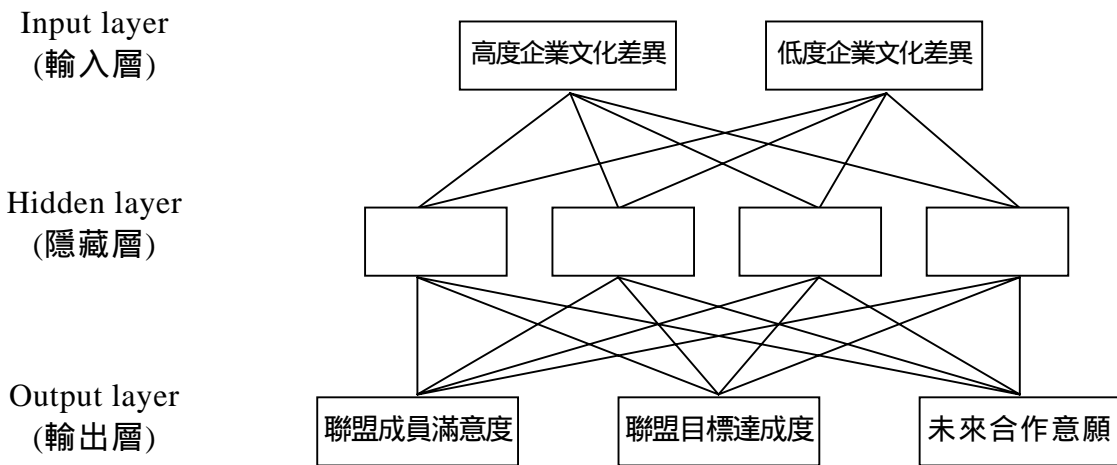 Input layer
(輸入層)
高度企業文化差異
低度企業文化差異
Hidden layer
(隱藏層)
Output layer
(輸出層)
聯盟成員滿意度
聯盟目標達成度
未來合作意願